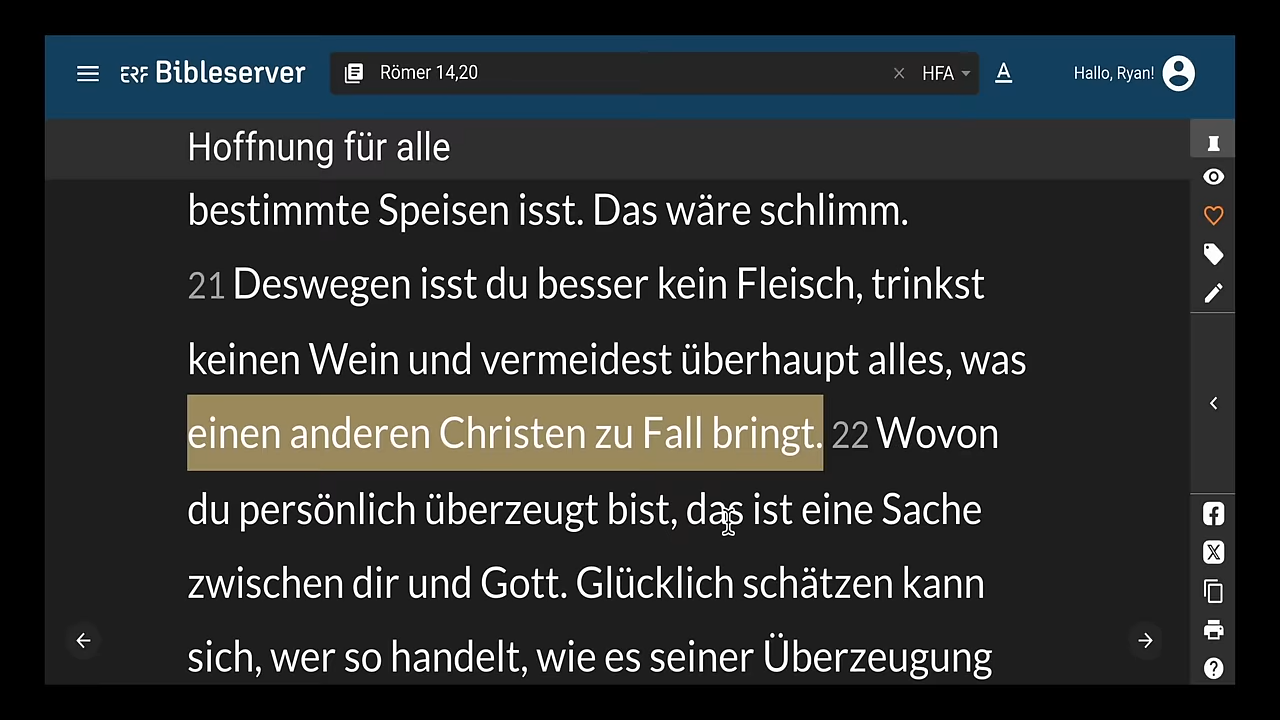 ERF Bibleserver
Römer 14,20
HFA
A
Hallo, Ryan!
Hoffnung für alle
bestimmte Speisen isst. Das wäre schlimm.
21 Deswegen isst du besser kein Fleisch, trinkst
keinen Wein und vermeidest überhaupt alles, was
einen anderen Christen zu Fall bringt. 22 Wovon
du persönlich überzeugt bist, das ist eine Sache
zwischen dir und Gott. Glücklich schätzen kann
sich, wer so handelt, wie es seiner Überzeugung